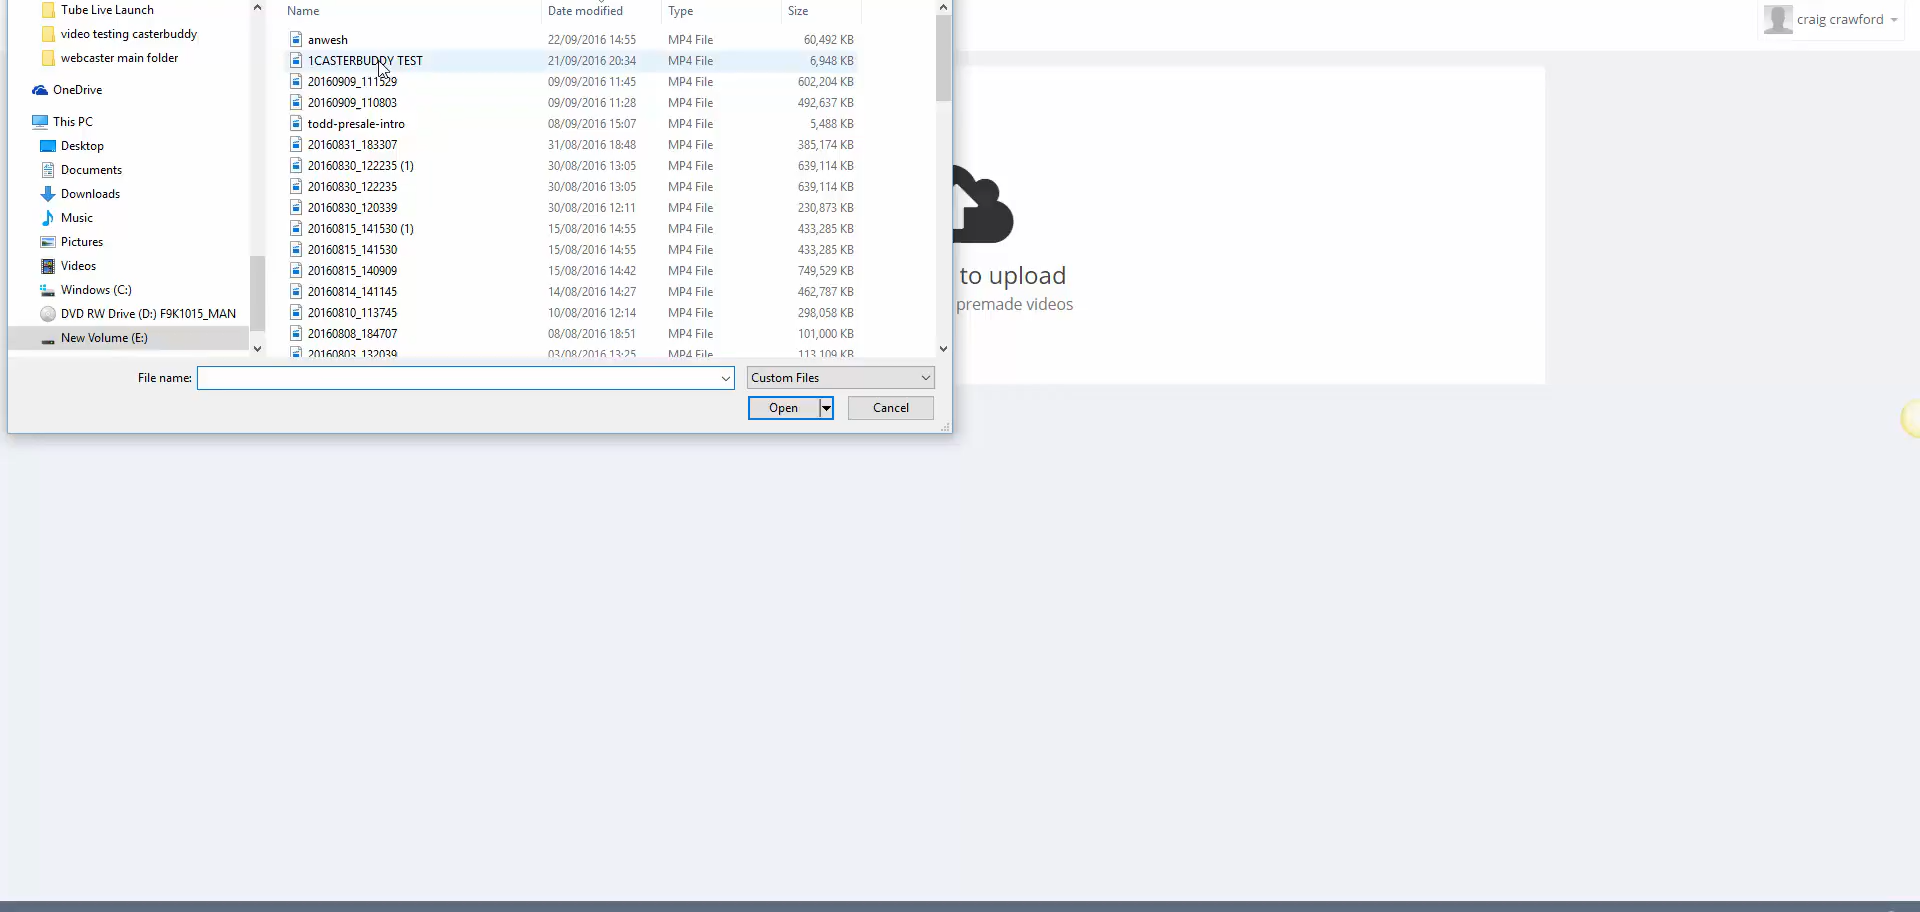 Tube Live Launch
video testing casterbuddy
webcaster main folder
OneDrive
This PC
Desktop
Documents
Downloads
Music
Pictures
Videos
Windows (C:)
DVD RW Drive (D:) F9K1015_MAN
New Volume (E:)
Name Date modified Type Size
anwesh 22/09/2016 14:55 MP4 File 60,492 KB
1CASTERBUDDY TEST 21/09/2016 20:34 MP4 File 6,948 KB
20160909_111529 09/09/2016 11:45 MP4 File 602,204 KB
20160909_110803 09/09/2016 11:28 MP4 File 492,637 KB
todd-presale-intro 08/09/2016 15:07 MP4 File 5,488 KB
20160831_183307 31/08/2016 18:48 MP4 File 385,174 KB
20160830_122235 (1) 30/08/2016 13:05 MP4 File 639,114 KB
20160830_122235 30/08/2016 13:05 MP4 File 639,114 KB
20160830_120339 30/08/2016 12:11 MP4 File 230,873 KB
20160815_141530 (1) 15/08/2016 14:55 MP4 File 433,285 KB
20160815_141530 15/08/2016 14:55 MP4 File 433,285 KB
20160815_140909 15/08/2016 14:42 MP4 File 749,529 KB
20160814_141145 14/08/2016 14:27 MP4 File 462,787 KB
20160810_113745 10/08/2016 12:14 MP4 File 298,058 KB
20160808_184707 08/08/2016 18:51 MP4 File 101,000 KB
20160803_132039 03/08/2016 13:25 MP4 File 113,109 KB
File name: Custom Files
Open Cancel
craig crawford
to upload
premade videos